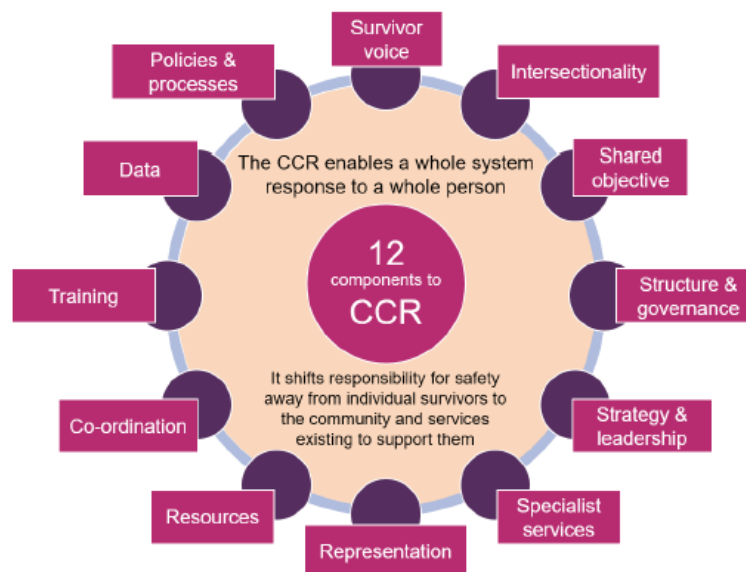 Survivor
voice
Policies &
processes
Intersectionality
Data
The CCR enables a whole system
response to a whole person
Shared
objective
12
components to
CCR
Training
Structure &
governance
It shifts responsibility for safety
away from individual survivors to
the community and services
existing to support them
Co-ordination
Strategy &
leadership
Resources
Specialist
services
Representation